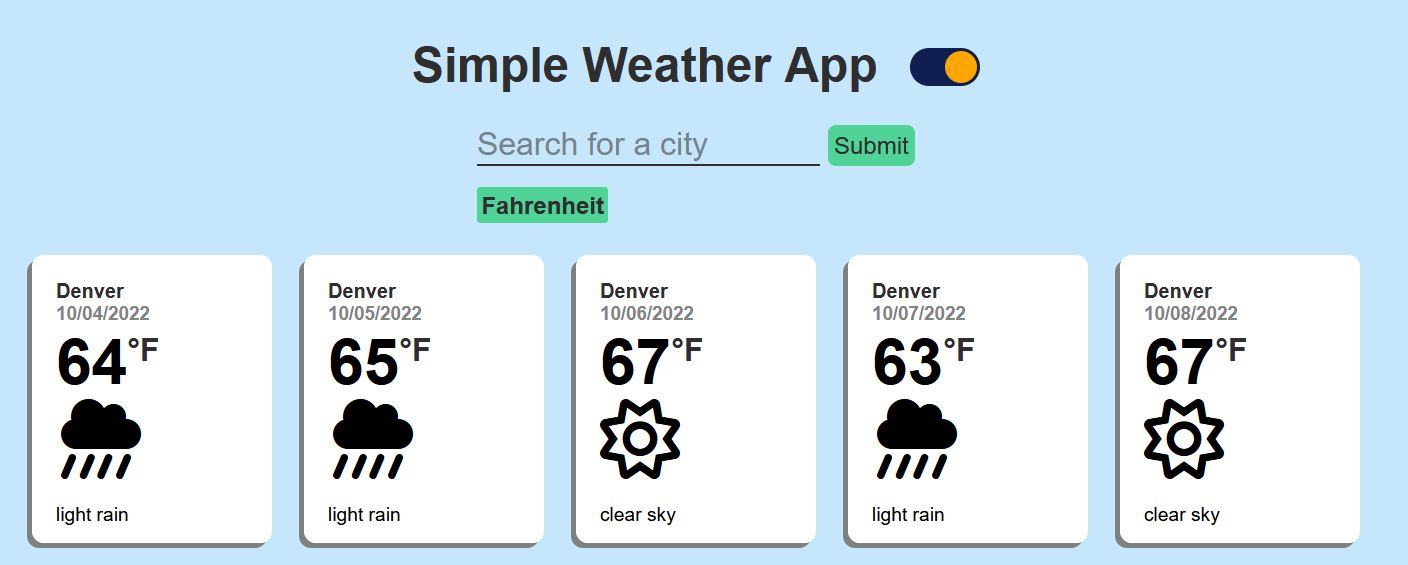 Simple Weather App
Search for a city
Submit
Fahrenheit
Denver
10/04/2022
64°F
light rain
Denver
10/05/2022
65°F
light rain
Denver
10/06/2022
67°F
clear sky
Denver
10/07/2022
63°F
light rain
Denver
10/08/2022
67°F
clear sky